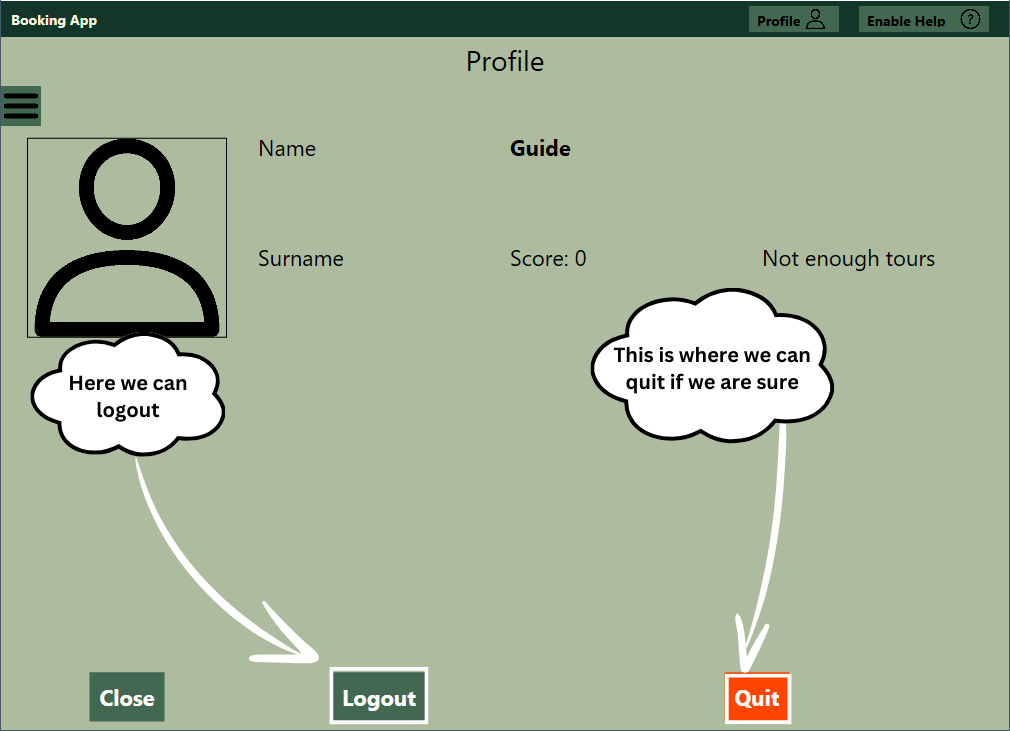 Booking App
Profile
Enable Help
?
Profile
Name
Guide
Surname
Score: 0
Not enough tours
Here we can
logout
This is where we can
quit if we are sure
Close
Logout
Quit